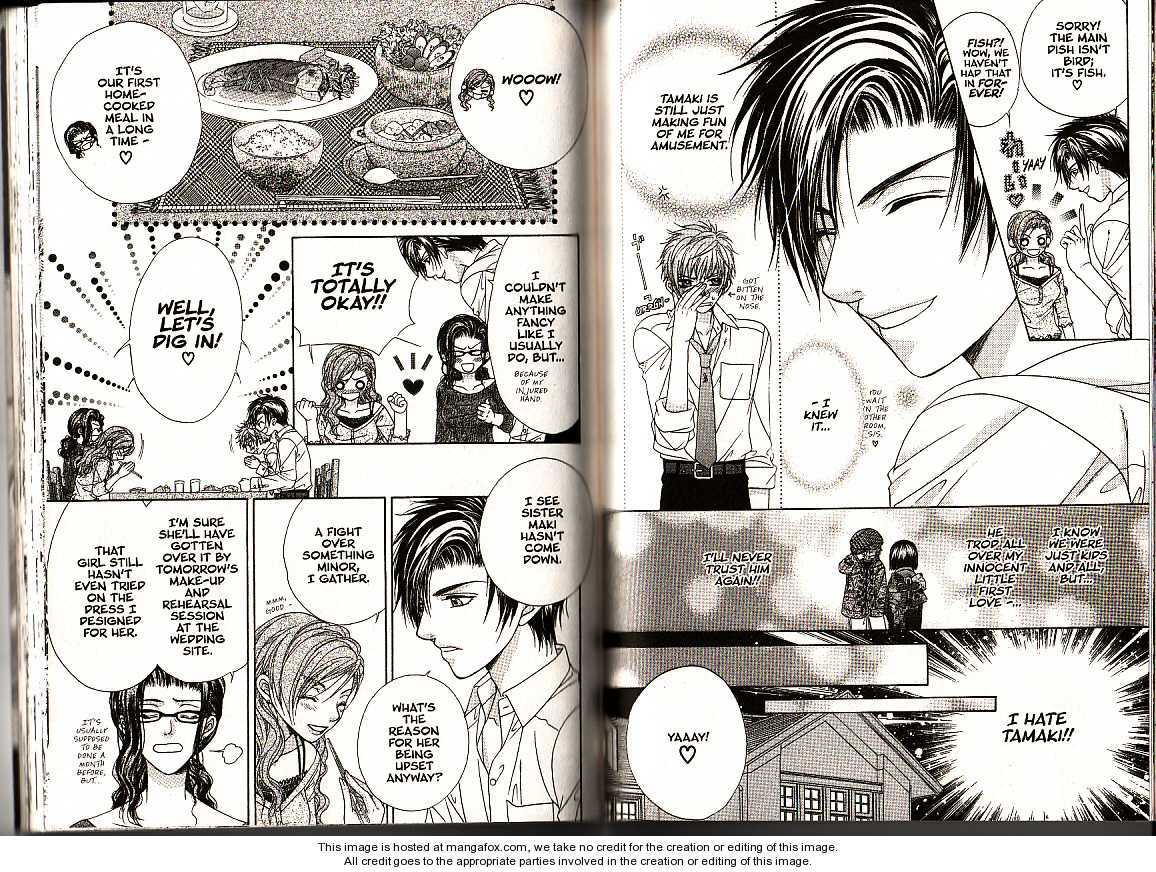 SORRY!
THE MAIN
DISH ISN'T
BIRD;
IT'S FISH.
♡
FISH?!
WOW, WE
HAVEN'T
HAD THAT
IN FOR-
EVER!
YAAY
TAMAKI IS
STILL JUST
MAKING FUN
OF ME FOR
AMUSEMENT.
GOT
BITTEN
ON THE
NOSE.
- I
KNEW
IT...
YOU
WAIT
IN THE
OTHER
ROOM,
SIS.
♡
I KNOW
WE WERE
JUST KIDS
AND ALL,
BUT...
HE
TROD ALL
OVER MY
INNOCENT
LITTLE
FIRST
LOVE -...
I'LL NEVER
TRUST HIM
AGAIN!!
I HATE
TAMAKI!!
YAAAY!
♡
WOOOW!
♡
IT'S
OUR FIRST
HOME-
COOKED
MEAL IN
A LONG
TIME -
♡
I
COULDN'T
MAKE
ANYTHING
FANCY
LIKE I
USUALLY
DO, BUT...
BECAUSE
OF MY
INJURED
HAND.
IT'S
TOTALLY
OKAY!!
WELL,
LET'S
DIG IN!
♡
I SEE
SISTER
MAKI
HASN'T
COME
DOWN.
WHAT'S
THE
REASON
FOR HER
BEING
UPSET
ANYWAY?
A FIGHT
OVER
SOMETHING
MINOR,
I GATHER.
MMM,
GOOD
I'M SURE
SHE'LL HAVE
GOTTEN
OVER IT BY
TOMORROW'S
MAKE-UP
AND
REHEARSAL
SESSION
AT THE
WEDDING
SITE.
THAT
GIRL STILL
HASN'T
EVEN TRIED
ON THE
DRESS I
DESIGNED
FOR HER.
IT'S
USUALLY
SUPPOSED
TO BE
DONE A
MONTH
BEFORE,
BUT...
This image is hosted at mangafox.com, we take no credit for the creation or editing of this image.
All credit goes to the appropriate parties involved in the creation or editing of this image.